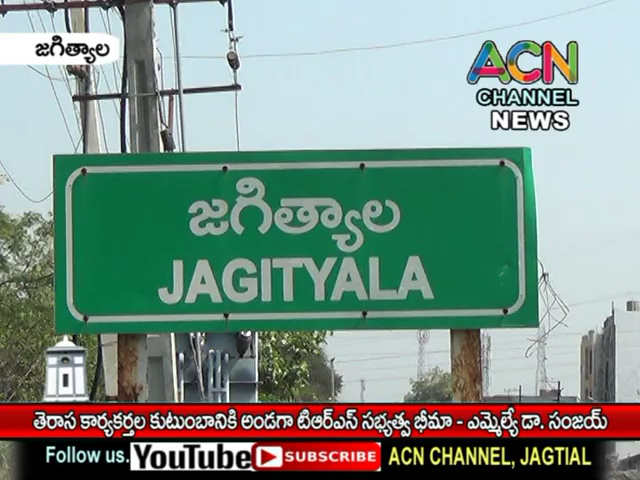 జగిత్యాల
ACN
CHANNEL
NEWS
జగిత్యాల
JAGITYALA
తెరాస కార్యకర్తల కుటుంబానికి అండగా టిఆర్ఎస్ సభ్యత్వ భీమా - ఎమ్మెల్యే డా. సంజయ్
Follow us. YouTube SUBSCRIBE ACN CHANNEL, JAGTIAL